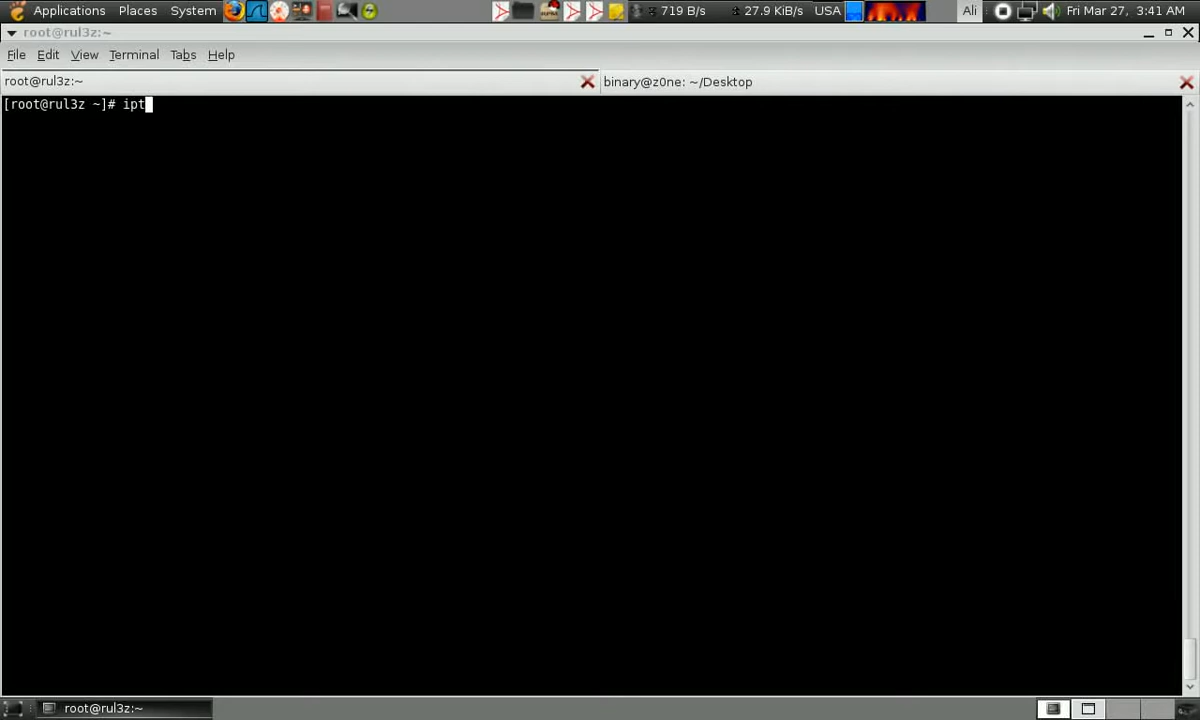 Applications Places System 719 B/s 27.9 KiB/s USA Ali Fri Mar 27, 3:41 AM
root@rul3z:~
File Edit View Terminal Tabs Help
root@rul3z:~ binary@z0ne: ~/Desktop
[root@rul3z ~]# ipt
root@rul3z:~